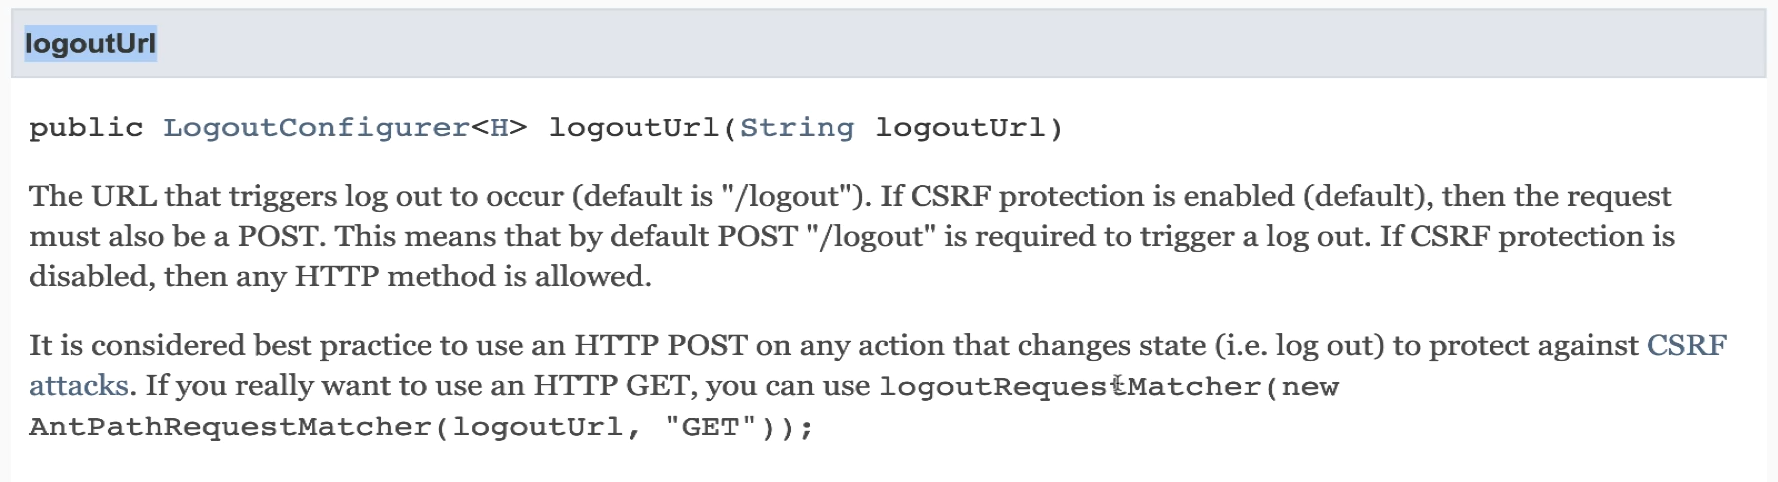 logoutUrl
public LogoutConfigurer<H> logoutUrl(String logoutUrl)
The URL that triggers log out to occur (default is "/logout"). If CSRF protection is enabled (default), then the request
must also be a POST. This means that by default POST "/logout" is required to trigger a log out. If CSRF protection is
disabled, then any HTTP method is allowed.
It is considered best practice to use an HTTP POST on any action that changes state (i.e. log out) to protect against CSRF
attacks. If you really want to use an HTTP GET, you can use logoutRequestMatcher(new
AntPathRequestMatcher(logoutUrl, "GET"));